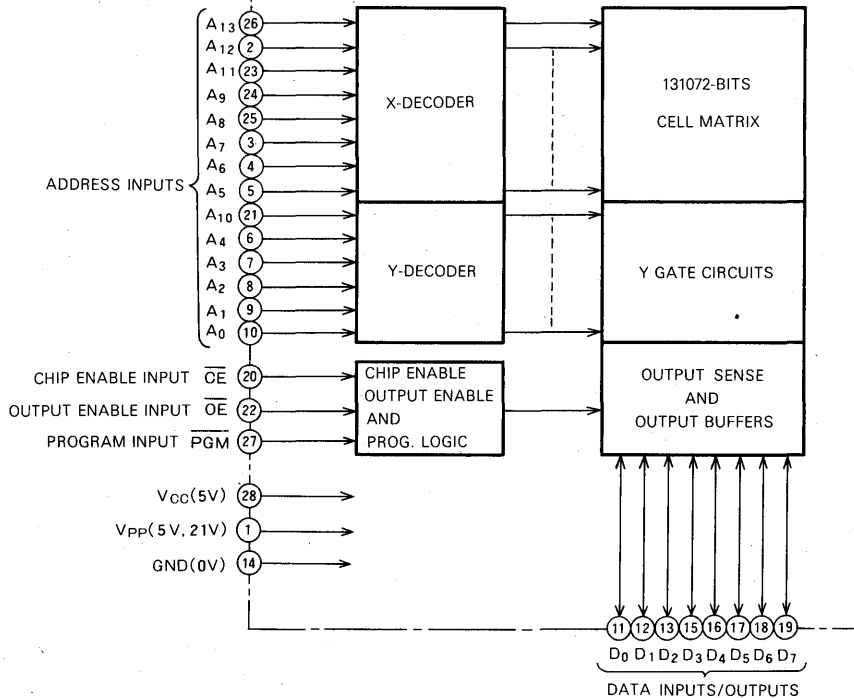 A13 26
A12 2
A11 23
A9 24
A8 25
A7 3
A6 4
A5 5
A10 21
A4 6
A3 7
A2 8
A1 9
A0 10
ADDRESS INPUTS
X-DECODER
Y-DECODER
131072-BITS
CELL MATRIX
Y GATE CIRCUITS
CHIP ENABLE INPUT C̅E̅ 20
OUTPUT ENABLE INPUT O̅E̅ 22
PROGRAM INPUT P̅G̅M̅ 27
CHIP ENABLE
OUTPUT ENABLE
AND
PROG. LOGIC
OUTPUT SENSE
AND
OUTPUT BUFFERS
VCC(5V) 28
VPP(5V, 21V) 1
GND(0V) 14
11 12 13 15 16 17 18 19
D0 D1 D2 D3 D4 D5 D6 D7
DATA INPUTS/OUTPUTS